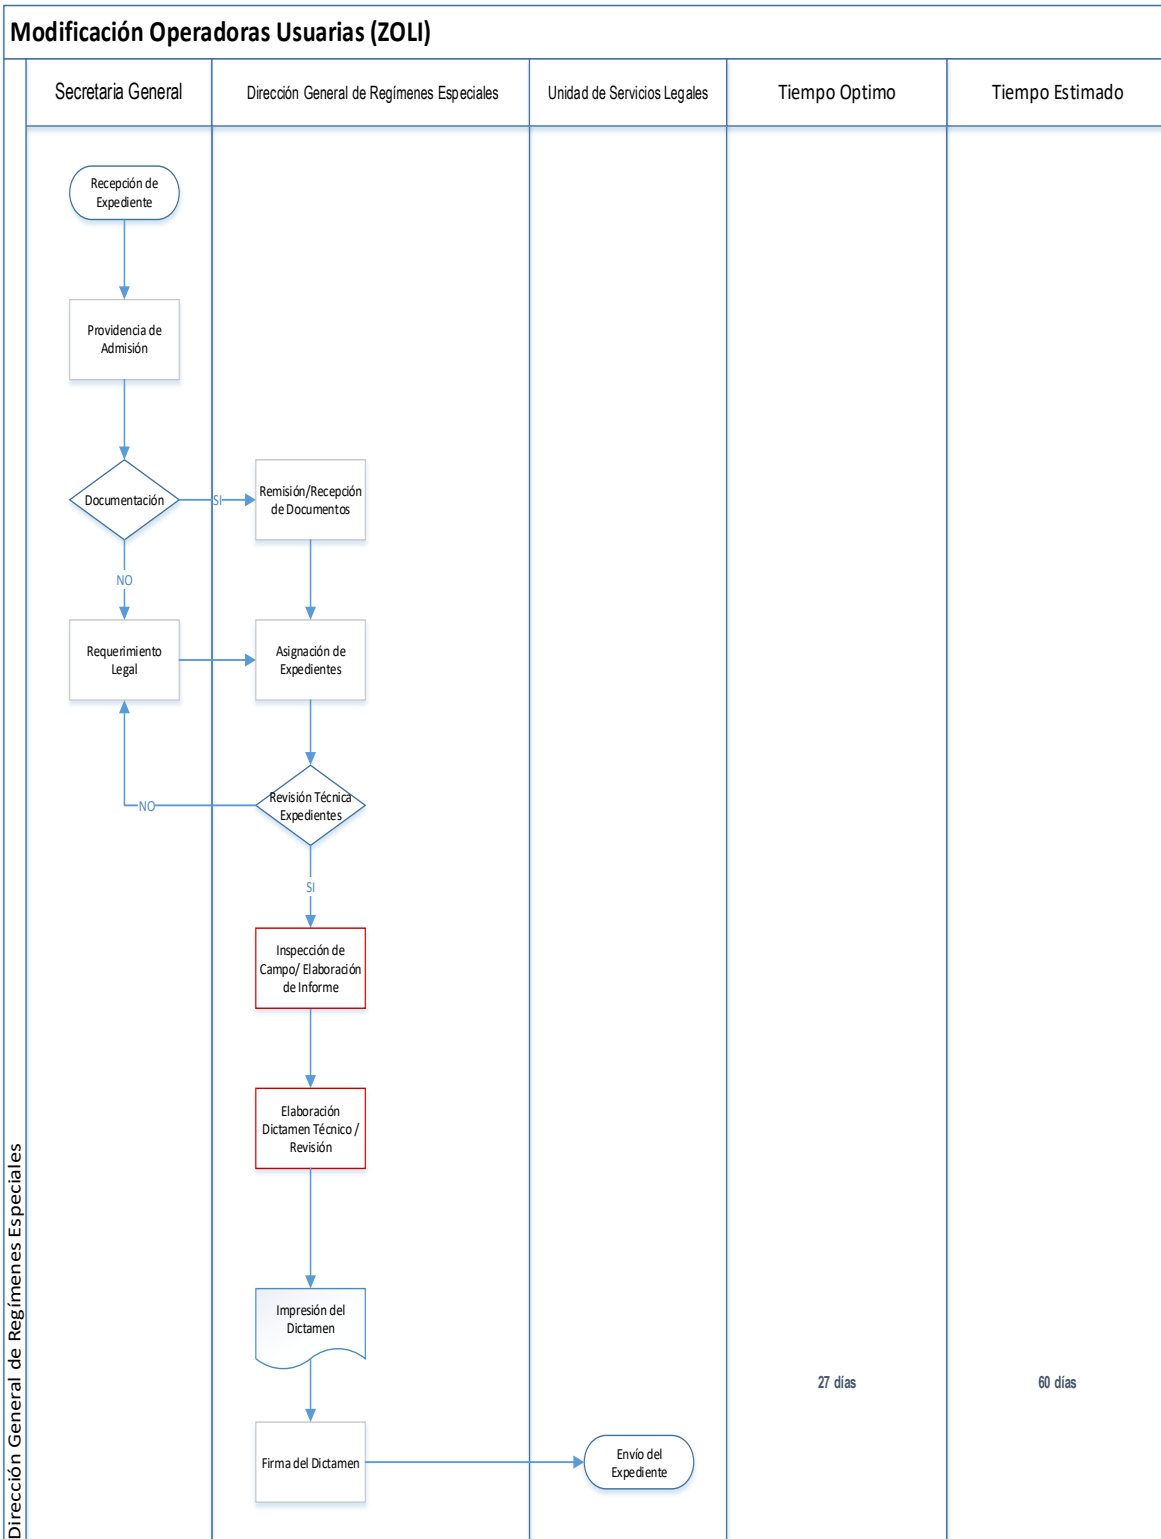 Modificación Operadoras Usuarias (ZOLI)
Secretaria General
Dirección General de Regímenes Especiales
Unidad de Servicios Legales
Tiempo Optimo
Tiempo Estimado
Recepción de
Expediente
Providencia de
Admisión
Documentación
SI
Remisión/Recepción
de Documentos
NO
Requerimiento
Legal
Asignación de
Expedientes
Revisión Técnica
Expedientes
NO
SI
Inspección de
Campo/ Elaboración
de Informe
Elaboración
Dictamen Técnico /
Revisión
Impresión del
Dictamen
27 días
60 días
Firma del Dictamen
Envío del
Expediente
Dirección General de Regímenes Especiales